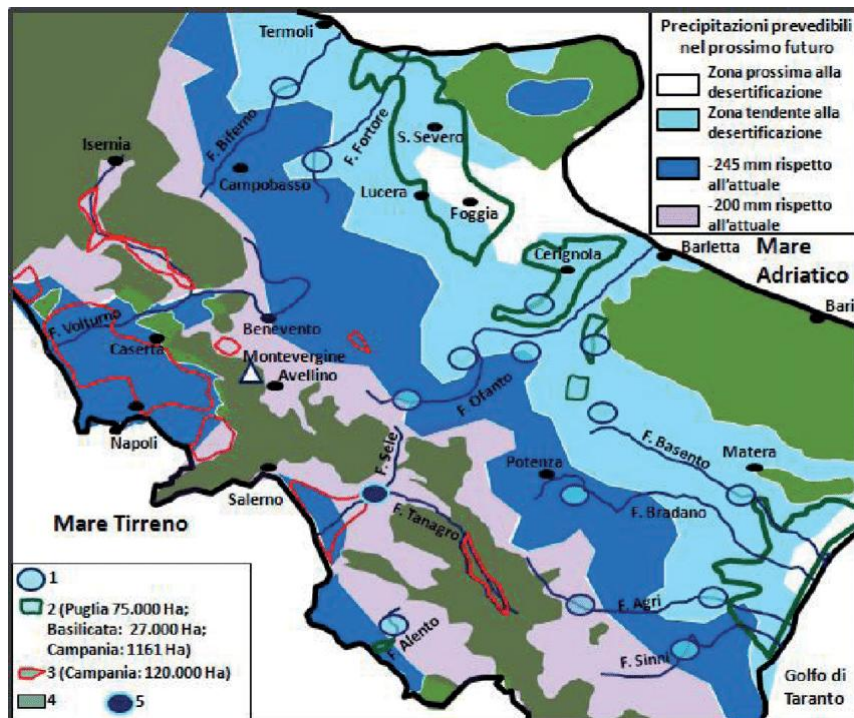 Precipitazioni prevedibili
nel prossimo futuro
Zona prossima alla
desertificazione
Zona tendente alla
desertificazione
-245 mm rispetto
all'attuale
-200 mm rispetto
all'attuale
Termoli
F. Biferno
F. Fortore
S. Severo
Isernia
Campobasso
Lucera
Foggia
Cerignola
Barletta
Mare
Adriatico
Bari
F. Volturno
Benevento
Caserta
Montevergine
Avellino
F. Ofanto
Napoli
F. Sele
Potenza
F. Basento
Matera
Salerno
F. Bradano
Mare Tirreno
F. Tanagro
F. Agri
F. Alento
F. Sinni
Golfo di
Taranto
1
2 (Puglia 75.000 Ha;
Basilicata: 27.000 Ha;
Campania: 1161 Ha)
3 (Campania: 120.000 Ha)
4 5